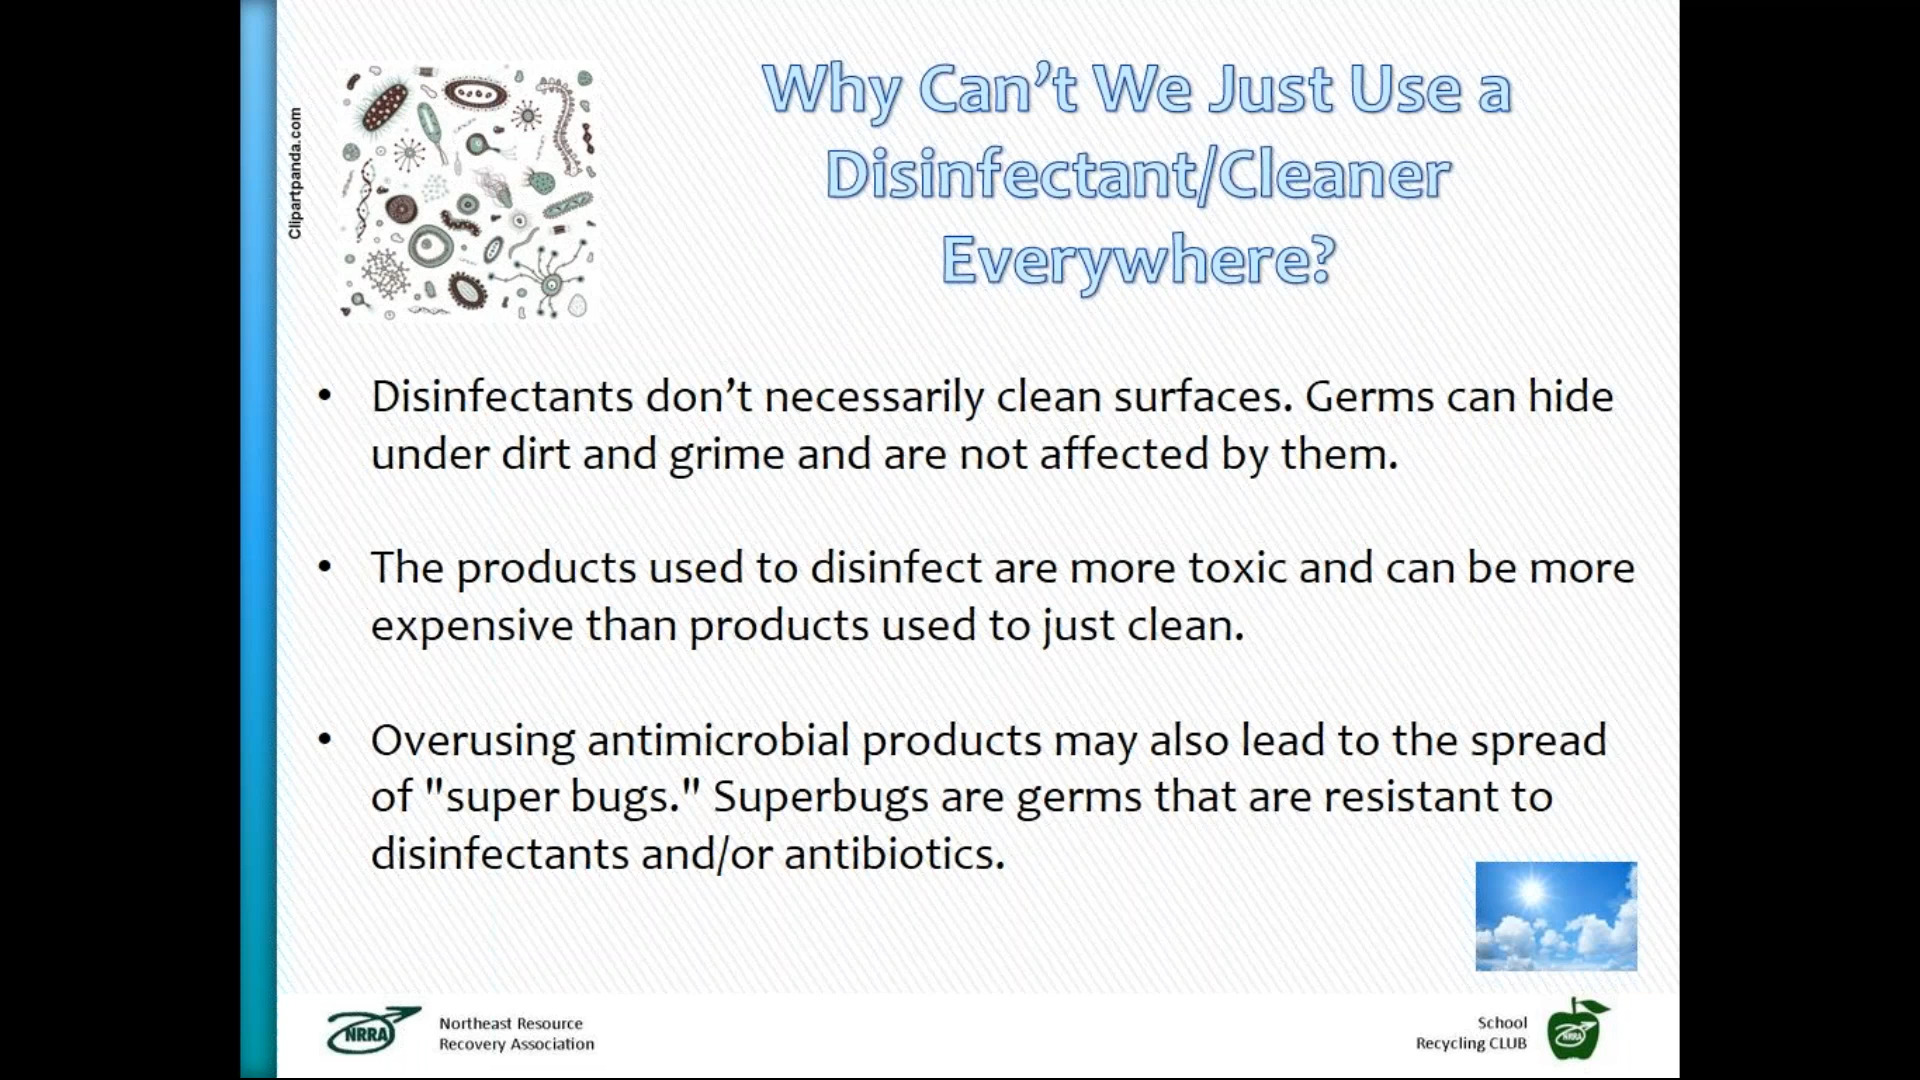 Clipartpanda.com
Why Can't We Just Use a
Disinfectant/Cleaner
Everywhere?
• Disinfectants don't necessarily clean surfaces. Germs can hide
under dirt and grime and are not affected by them.
• The products used to disinfect are more toxic and can be more
expensive than products used to just clean.
• Overusing antimicrobial products may also lead to the spread
of "super bugs." Superbugs are germs that are resistant to
disinfectants and/or antibiotics.
NRRA
Northeast Resource
Recovery Association
School
Recycling CLUB
NRRA